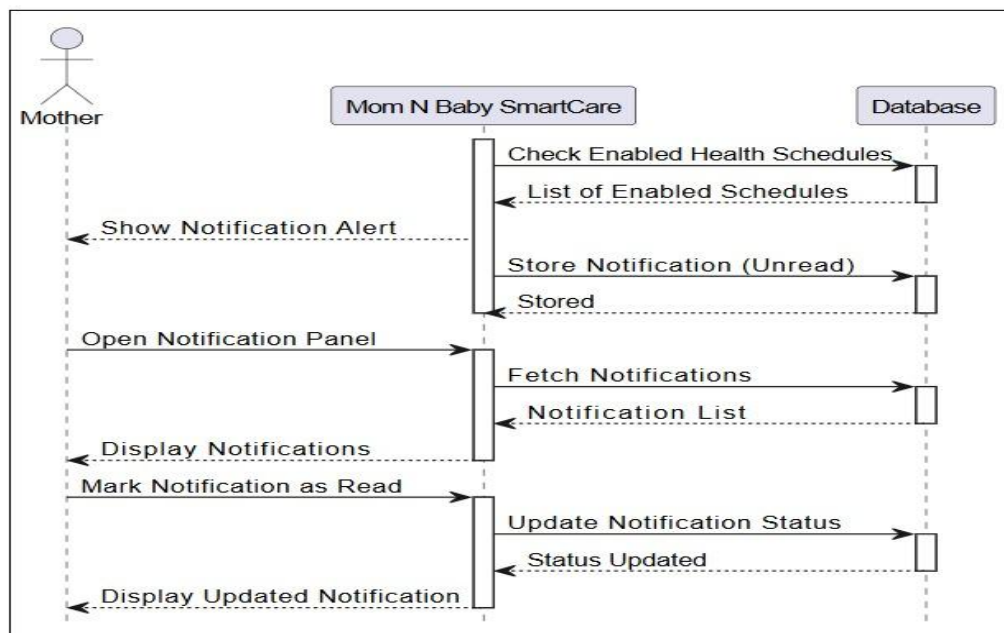 Mother
Mom N Baby SmartCare
Database
Check Enabled Health Schedules
List of Enabled Schedules
Show Notification Alert
Store Notification (Unread)
Stored
Open Notification Panel
Fetch Notifications
Notification List
Display Notifications
Mark Notification as Read
Update Notification Status
Status Updated
Display Updated Notification